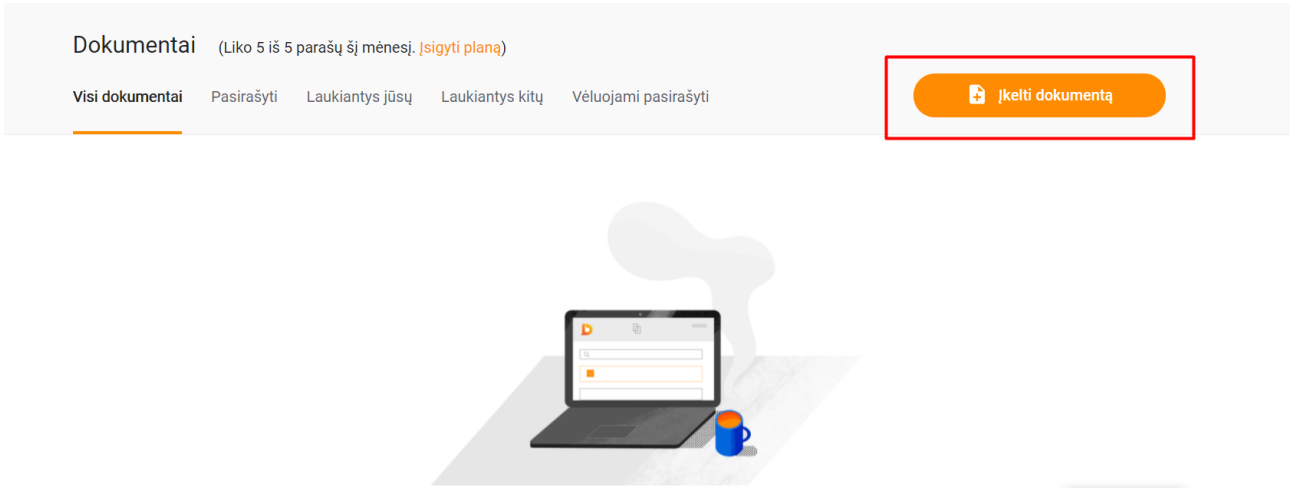 Dokumentai (Liko 5 iš 5 parašų šį mėnesį. Įsigyti planą)
Visi dokumentai Pasirašyti Laukiantys jūsų Laukiantys kitų Vėluojami pasirašyti
Įkelti dokumentą
D